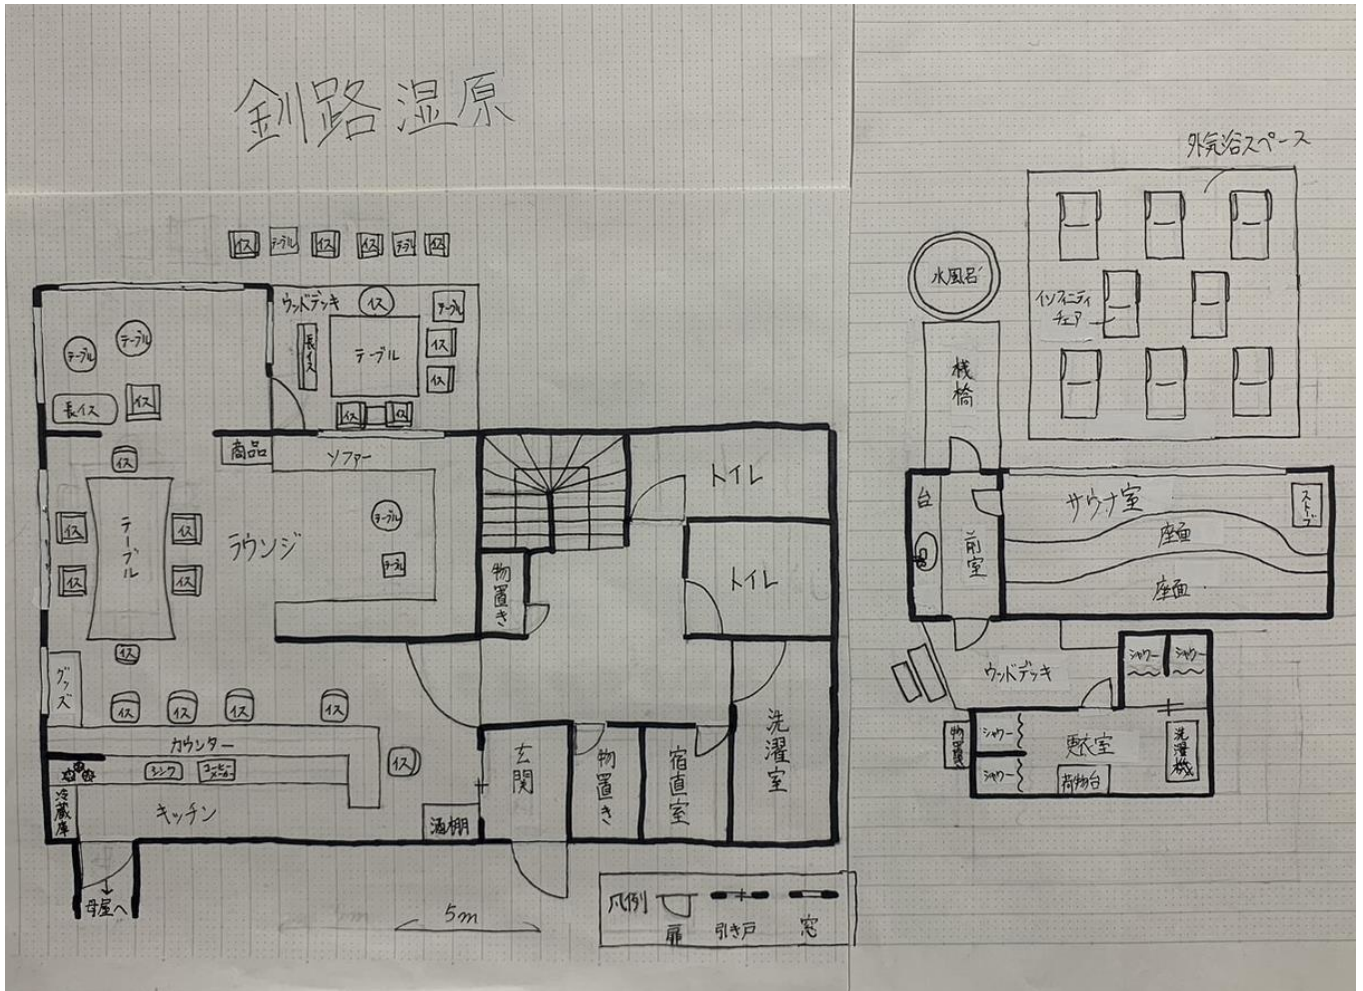 釧路湿原
外気浴スペース
イス
テーブル
イス
イス
テーブル
イス
水風呂
インフィニティ
チェア
ウッドデッキ
イス
テーブル
長イス
テーブル
イス
イス
イス
イス
テーブル
テーブル
長イス
イス
桟橋
商品
ソファー
イス
トイレ
台
前室
サウナ室
ストーブ
座面
座面
テーブル
イス
イス
イス
イス
ラウンジ
テーブル
テーブル
物置き
トイレ
イス
グッズ
イス
イス
イス
イス
カウンター
シンク
コーヒー
メーカー
イス
キッチン
冷蔵庫
酒棚
玄関
物置き
宿直室
洗濯室
ウッドデッキ
シャワー
シャワー
物置き
シャワー
シャワー
更衣室
荷物台
洗濯機
母屋へ
5m
凡例
扉
引き戸
窓